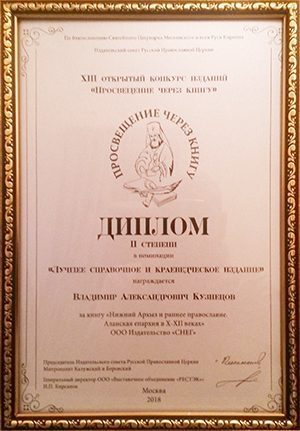 По благословению Святейшего Патриарха Московского и всея Руси Кирилла
Издательский совет Русской Православной Церкви
XIII ОТКРЫТЫЙ КОНКУРС ИЗДАНИЙ
«ПРОСВЕЩЕНИЕ ЧЕРЕЗ КНИГУ»
ПРОСВЕЩЕНИЕ ЧЕРЕЗ КНИГУ
ДИПЛОМ
II СТЕПЕНИ
в номинации
«ЛУЧШЕЕ СПРАВОЧНОЕ И КРАЕВЕДЧЕСКОЕ ИЗДАНИЕ»
награждается
ВЛАДИМИР АЛЕКСАНДРОВИЧ КУЗНЕЦОВ
за книгу «Нижний Архыз и раннее православие.
Аланская епархия в X-XII веках»
ООО Издательство «СНЕГ»
Председатель Издательского совета Русской Православной Церкви
Митрополит Калужский и Боровский
Генеральный директор ООО «Выставочное объединение «РЕСТЭК»
И.П. Кирсанов
Москва
2018